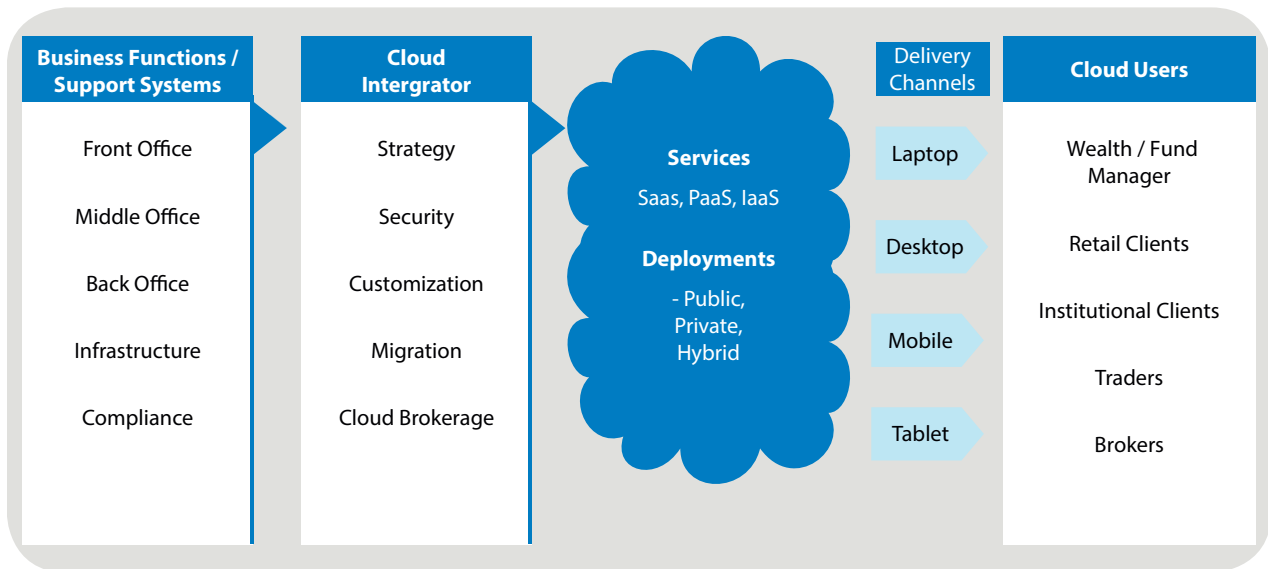 Business Functions /
Support Systems
Front Office
Middle Office
Back Office
Infrastructure
Compliance
Cloud
Intergrator
Strategy
Security
Customization
Migration
Cloud Brokerage
Services
Saas, PaaS, IaaS
Deployments
- Public,
Private,
Hybrid
Delivery
Channels
Laptop
Desktop
Mobile
Tablet
Cloud Users
Wealth / Fund
Manager
Retail Clients
Institutional Clients
Traders
Brokers